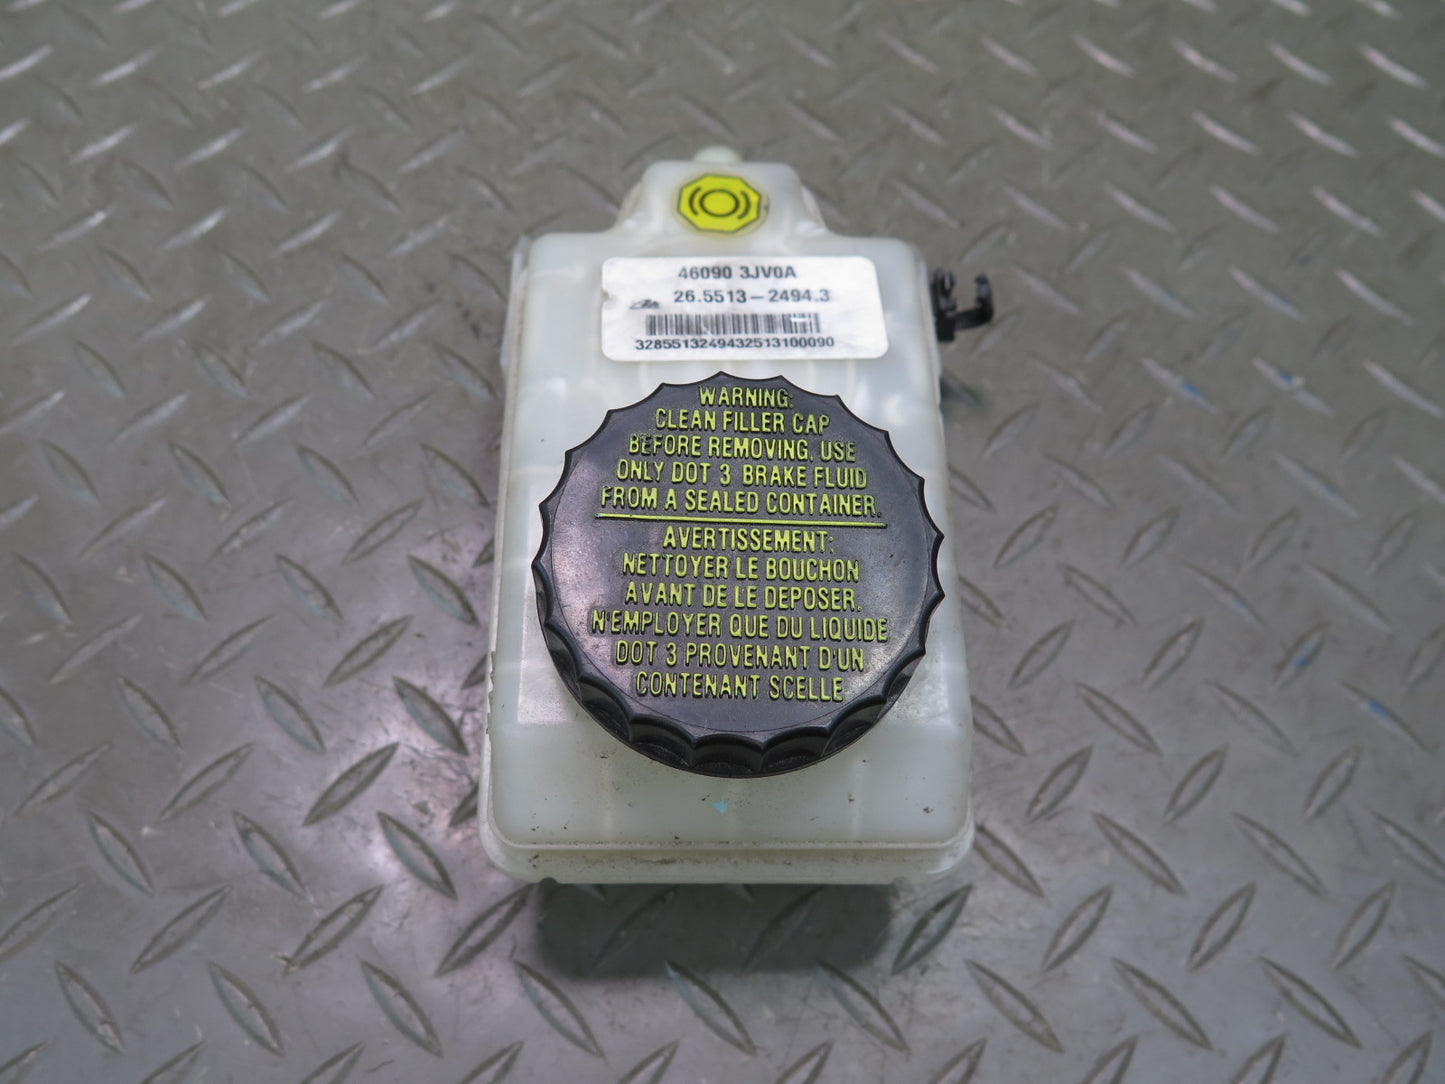 46090 3JV0A
ate 26.5513-2494.3
3285513249432513100090
WARNING:
CLEAN FILLER CAP
BEFORE REMOVING, USE
ONLY DOT 3 BRAKE FLUID
FROM A SEALED CONTAINER.
AVERTISSEMENT:
NETTOYER LE BOUCHON
AVANT DE LE DEPOSER.
N'EMPLOYER QUE DU LIQUIDE
DOT 3 PROVENANT D'UN
CONTENANT SCELLE